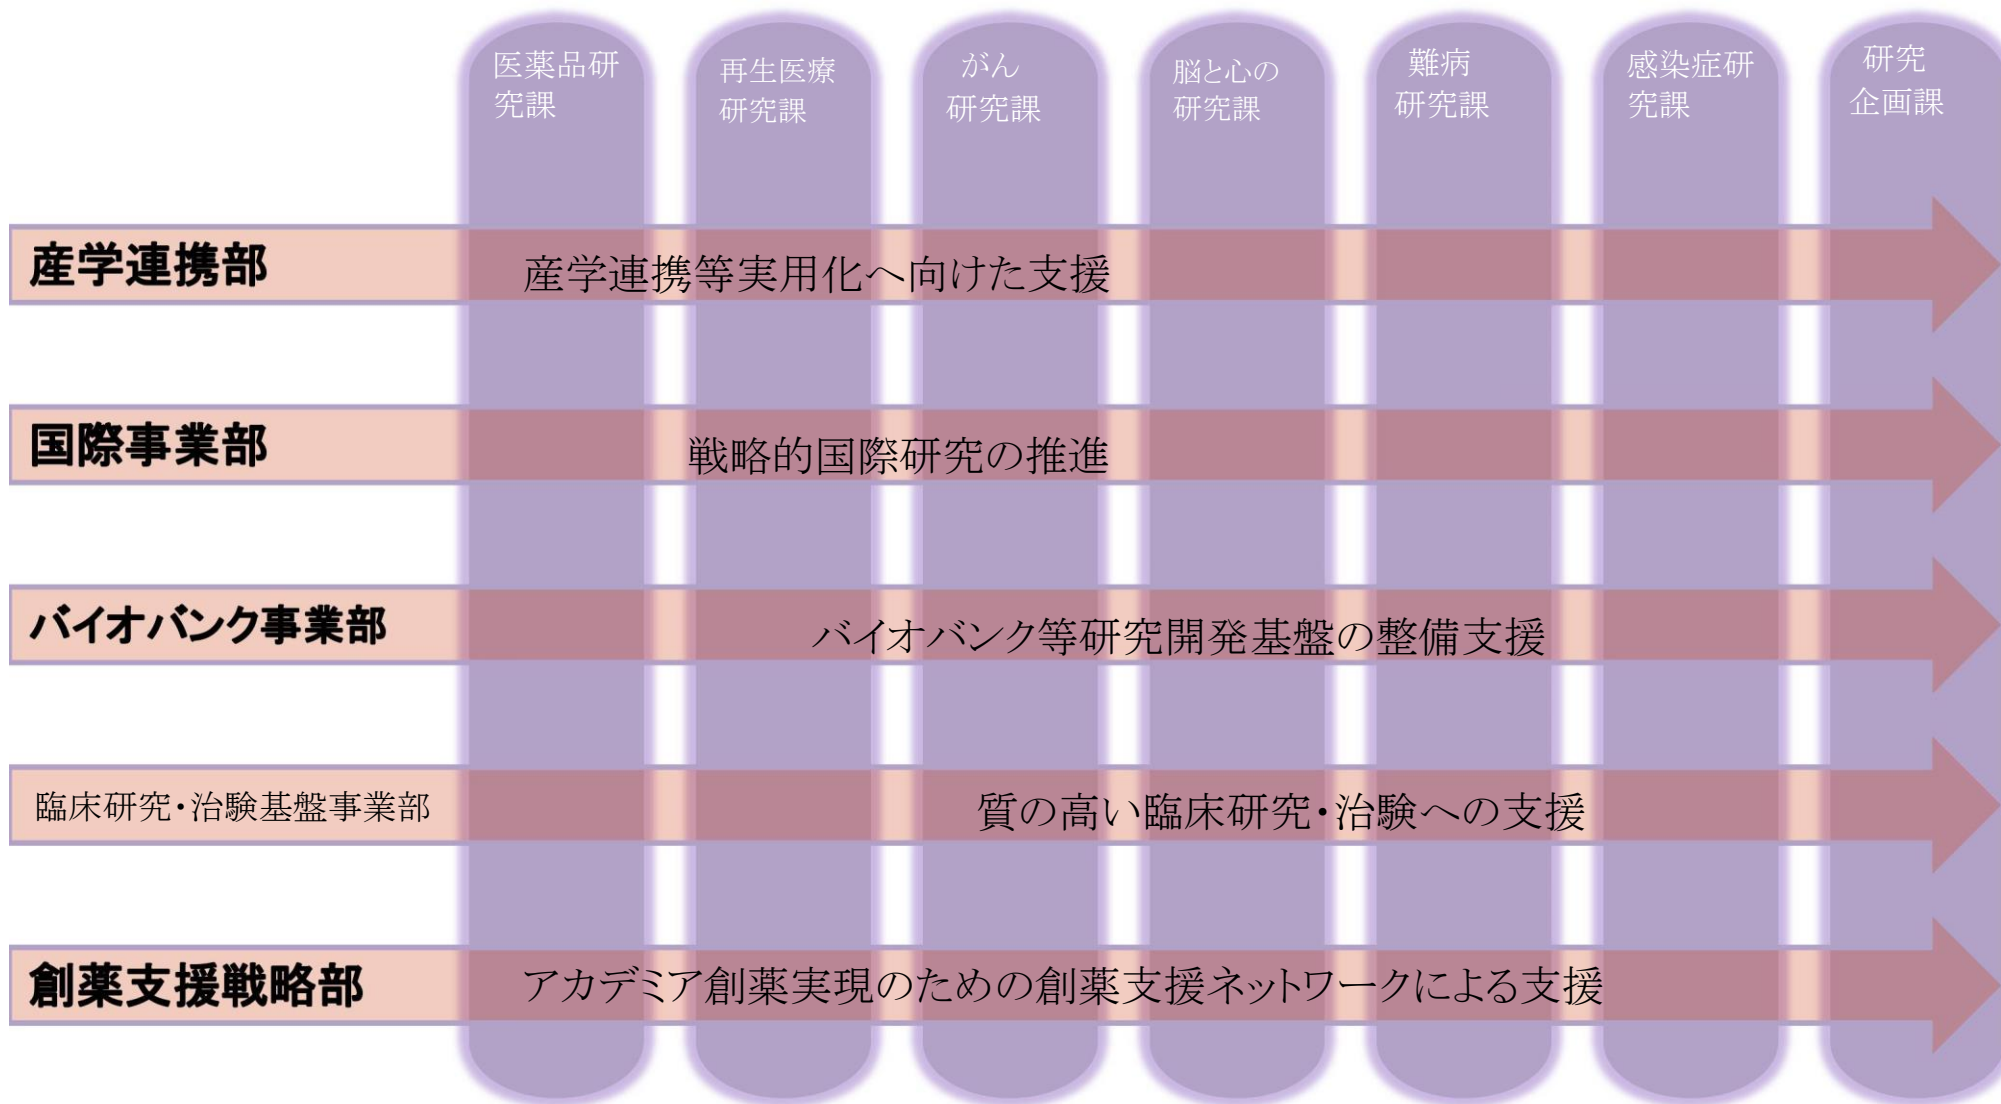 医薬品研
究課
再生医療
研究課
がん
研究課
脳と心の
研究課
難病
研究課
感染症研
究課
研究
企画課
産学連携部
産学連携等実用化へ向けた支援
国際事業部
戦略的国際研究の推進
バイオバンク事業部
バイオバンク等研究開発基盤の整備支援
臨床研究・治験基盤事業部
質の高い臨床研究・治験への支援
創薬支援戦略部
アカデミア創薬実現のための創薬支援ネットワークによる支援